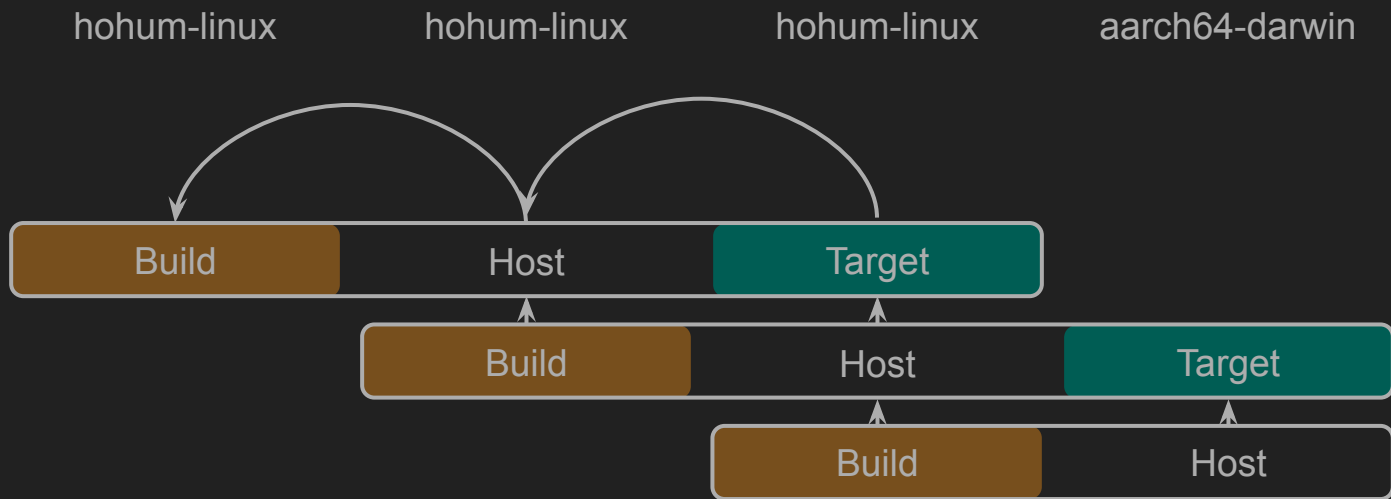 hohum-linux hohum-linux hohum-linux aarch64-darwin
Build Host Target
Build Host Target
Build Host